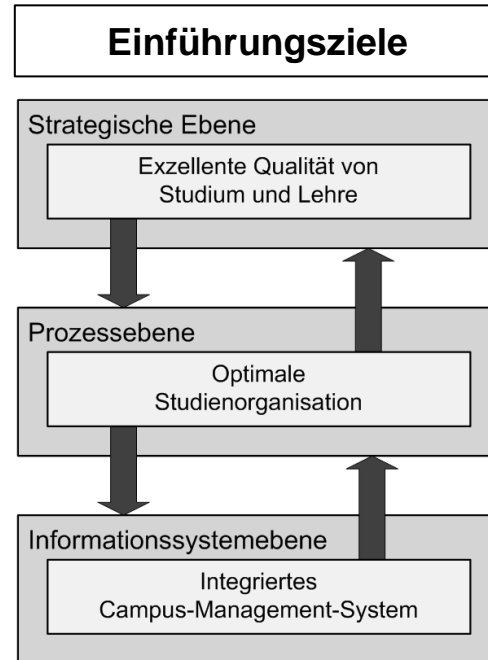 Einführungsziele
Strategische Ebene
Exzellente Qualität von
Studium und Lehre
Prozessebene
Optimale
Studienorganisation
Informationssystemebene
Integriertes
Campus-Management-System